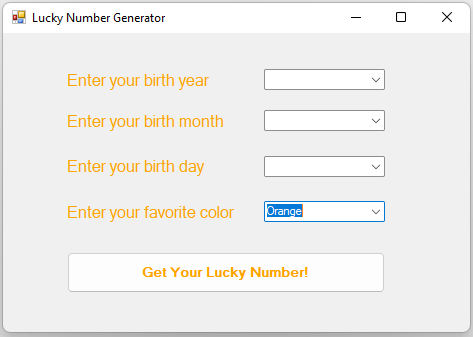 Lucky Number Generator
Enter your birth year
Enter your birth month
Enter your birth day
Enter your favorite color Orange
Get Your Lucky Number!